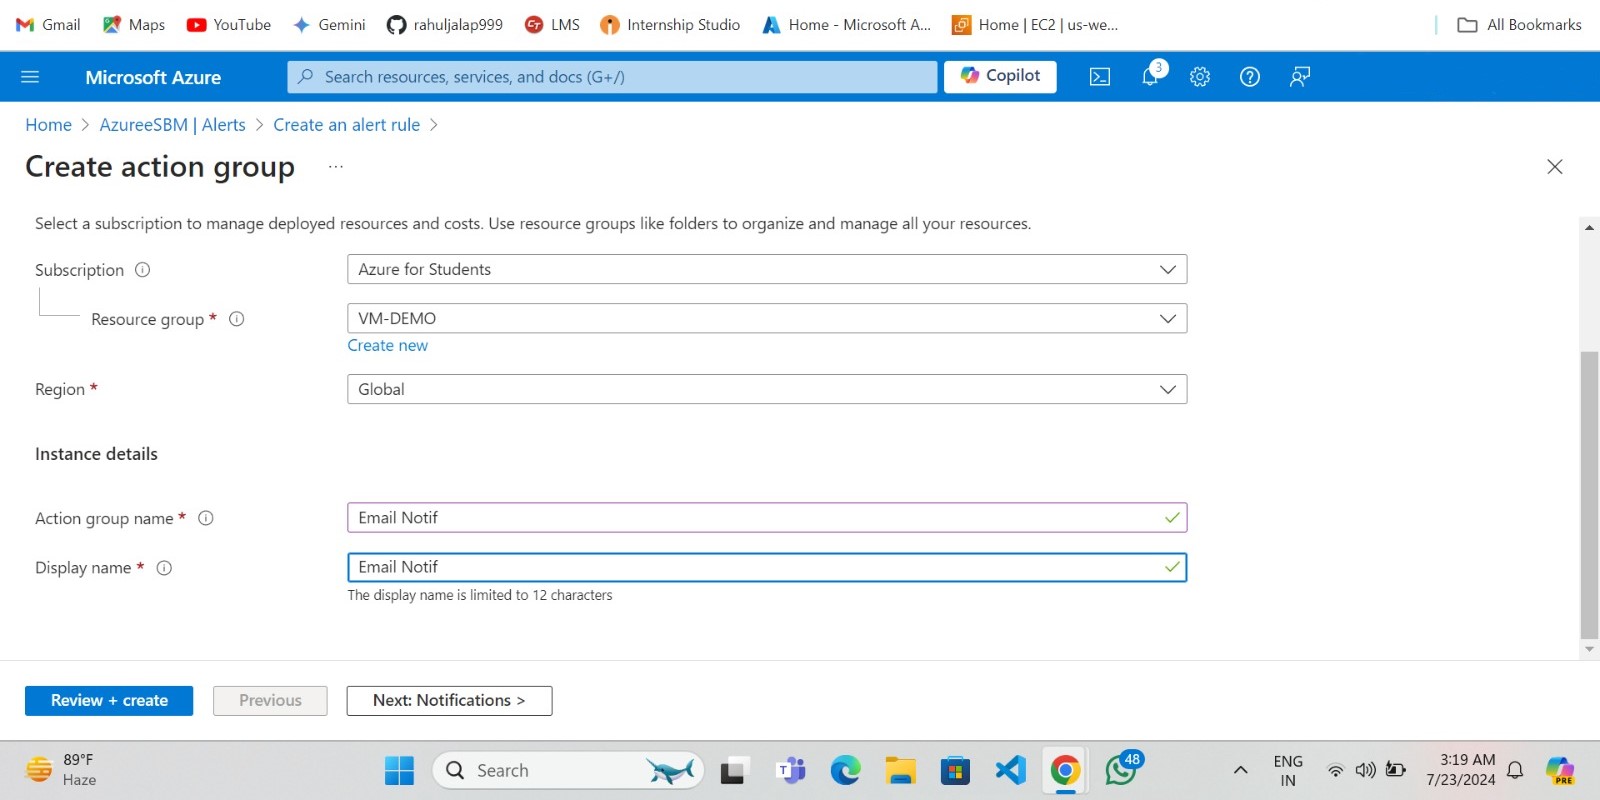 Gmail Maps YouTube Gemini rahuljalap999 LMS Internship Studio Home - Microsoft A... Home | EC2 | us-we... All Bookmarks
Microsoft Azure Search resources, services, and docs (G+/) Copilot 3
Home > AzureeSBM | Alerts > Create an alert rule >
Create action group ...
Select a subscription to manage deployed resources and costs. Use resource groups like folders to organize and manage all your resources.
Subscription Azure for Students
Resource group * VM-DEMO
Create new
Region * Global
Instance details
Action group name * Email Notif
Display name * Email Notif
The display name is limited to 12 characters
Review + create Previous Next: Notifications >
89°F
Haze
Search
48
ENG
IN
3:19 AM
7/23/2024
PRE